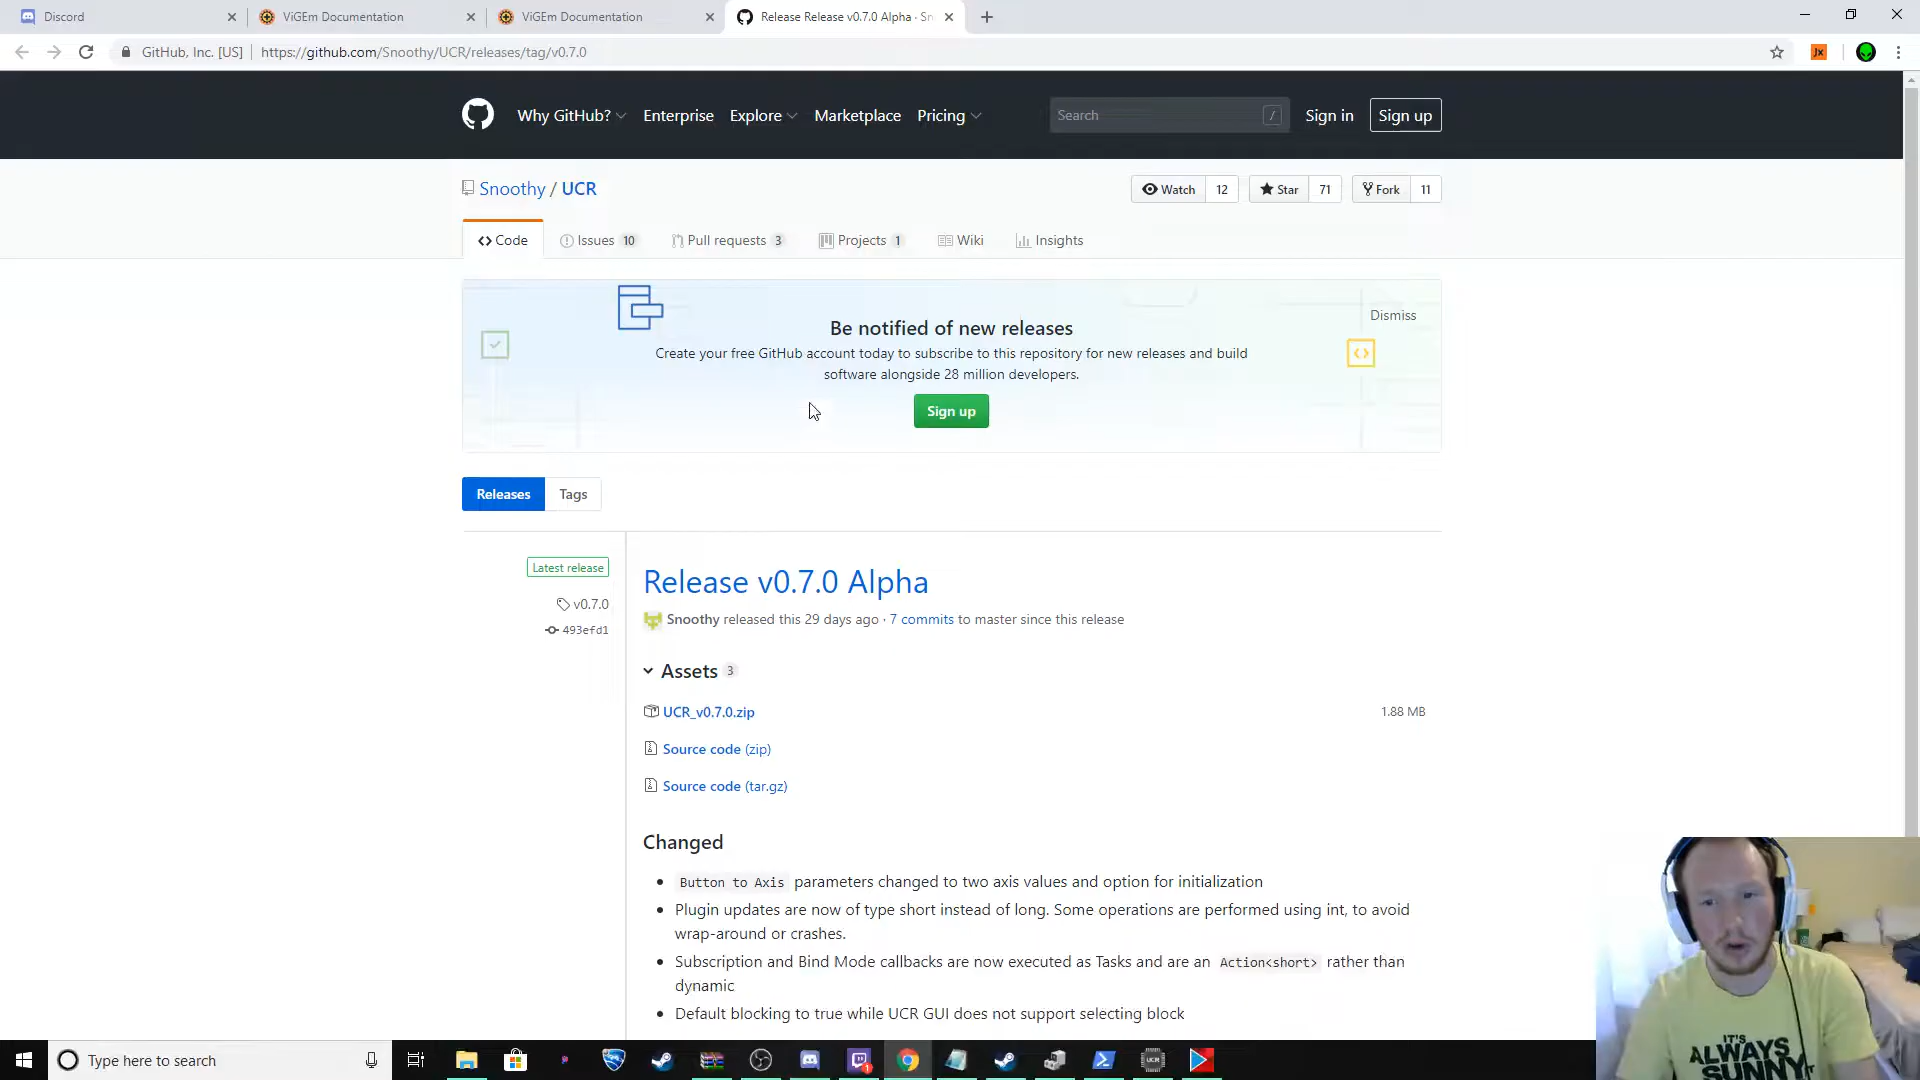 Discord
ViGEm Documentation
ViGEm Documentation
Release Release v0.7.0 Alpha · Sn
GitHub, Inc. [US]
https://github.com/Snoothy/UCR/releases/tag/v0.7.0
Jx
Why GitHub?
Enterprise
Explore
Marketplace
Pricing
Search
/
Sign in
Sign up
Snoothy / UCR
Watch 12
Star 71
Fork 11
Code
Issues 10
Pull requests 3
Projects 1
Wiki
Insights
Be notified of new releases
Dismiss
Create your free GitHub account today to subscribe to this repository for new releases and build
software alongside 28 million developers.
Sign up
Releases
Tags
Latest release
v0.7.0
493efd1
Release v0.7.0 Alpha
Snoothy released this 29 days ago · 7 commits to master since this release
Assets 3
UCR_v0.7.0.zip
1.88 MB
Source code (zip)
Source code (tar.gz)
Changed
Button to Axis parameters changed to two axis values and option for initialization
Plugin updates are now of type short instead of long. Some operations are performed using int, to avoid
wrap-around or crashes.
Subscription and Bind Mode callbacks are now executed as Tasks and are an Action<short> rather than
dynamic
Default blocking to true while UCR GUI does not support selecting block
IT'S
ALWAYS
SUNNY
Type here to search
UCR